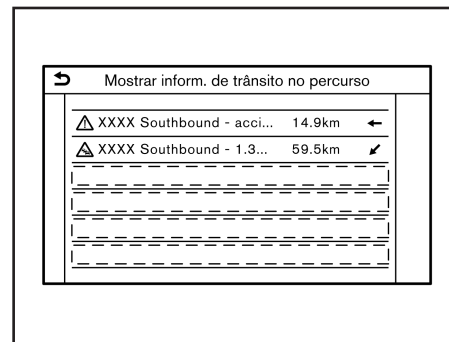 Mostrar inform. de trânsito no percurso
XXXX Southbound - acci... 14.9km
XXXX Southbound - 1.3... 59.5km